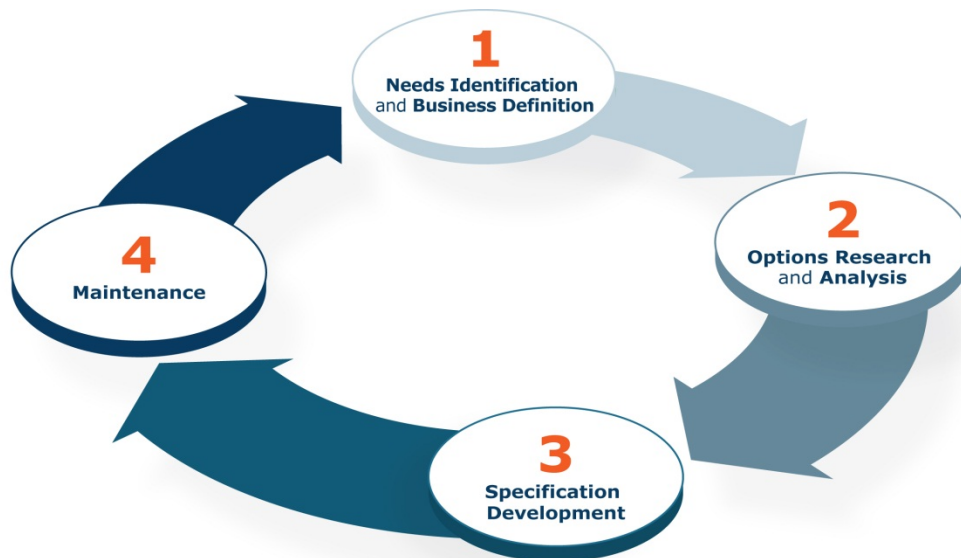 1
Needs Identification
and Business Definition
2
Options Research
and Analysis
3
Specification
Development
4
Maintenance